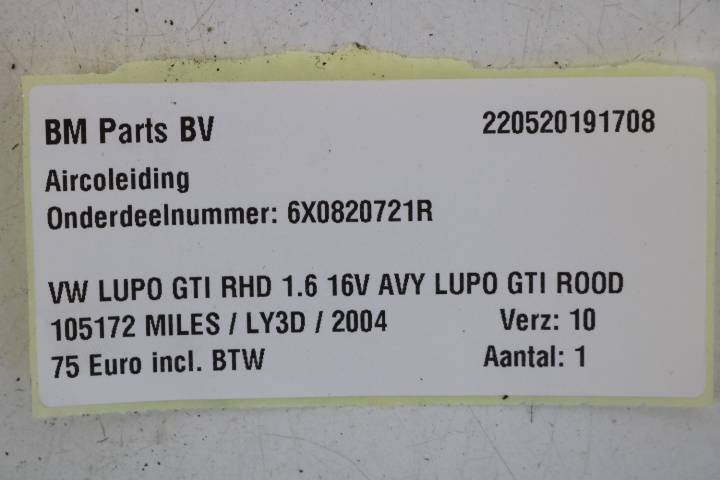 BM Parts BV 220520191708
Aircoleiding
Onderdeelnummer: 6X0820721R
VW LUPO GTI RHD 1.6 16V AVY LUPO GTI ROOD
105172 MILES / LY3D / 2004 Verz: 10
75 Euro incl. BTW Aantal: 1